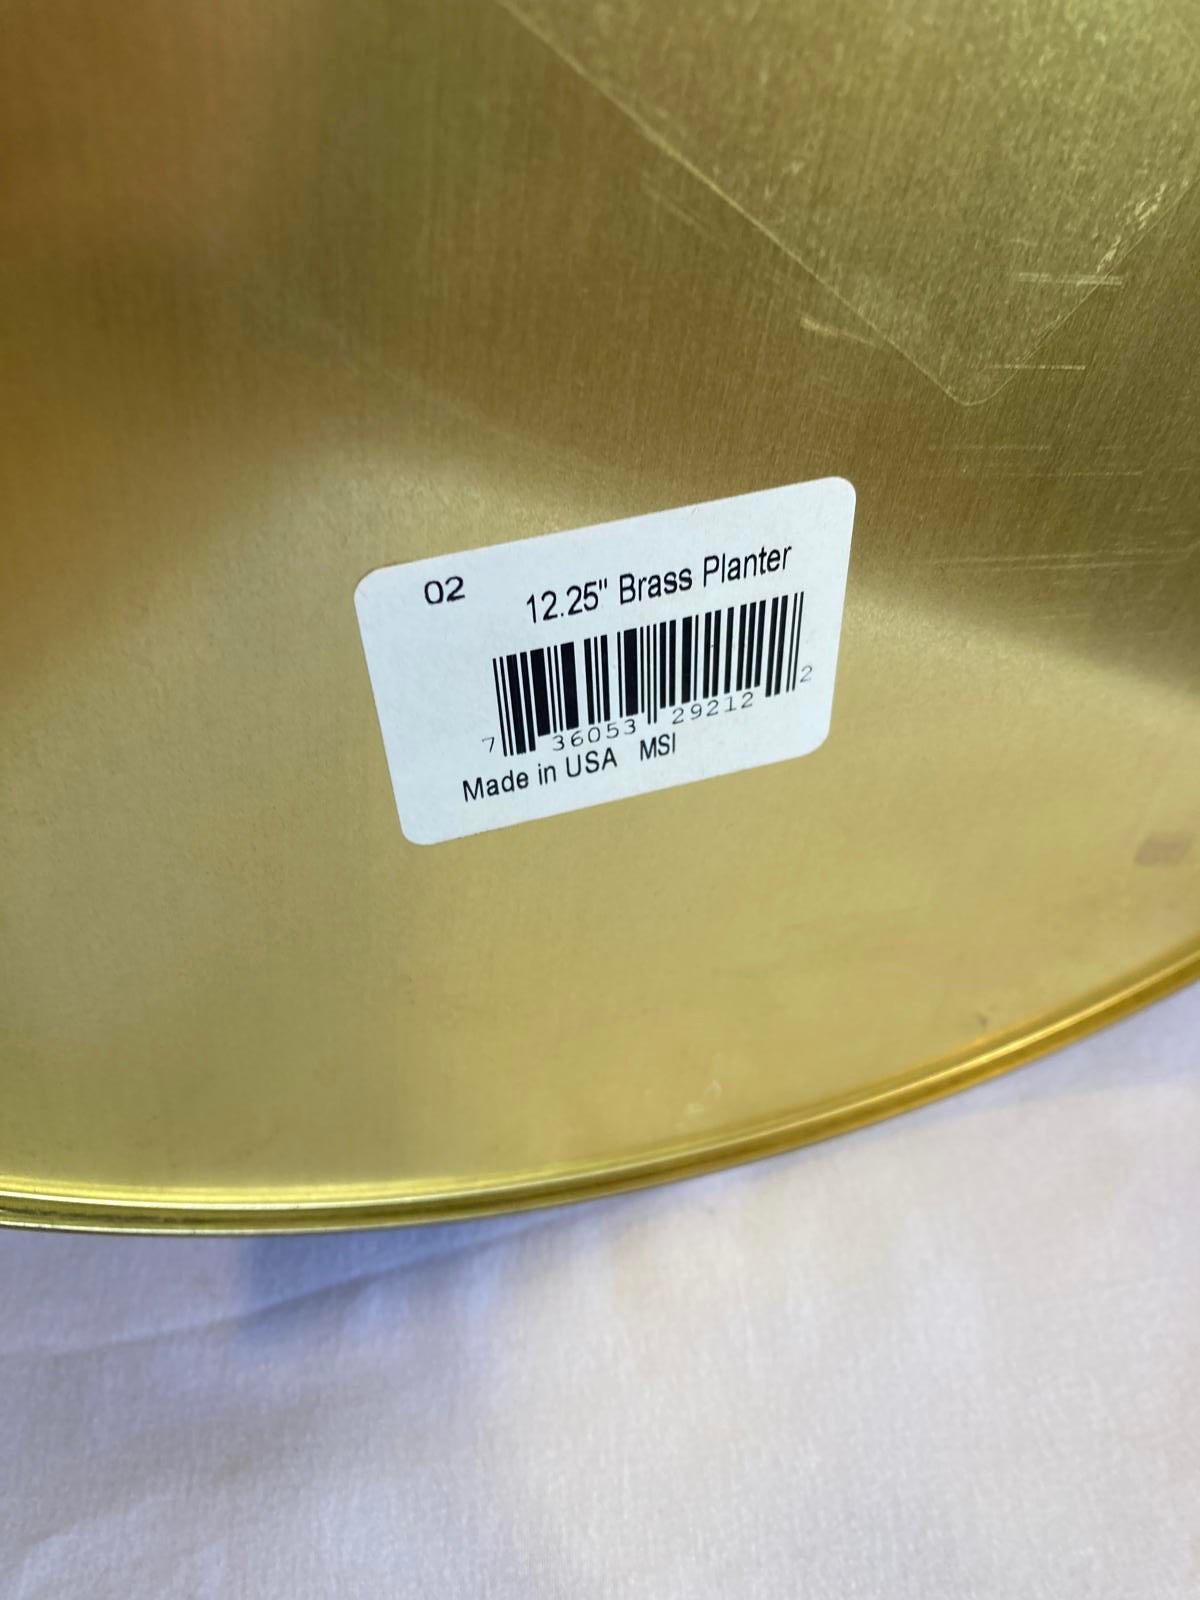 02 12.25" Brass Planter
7 36053 29212 2
Made in USA MSI